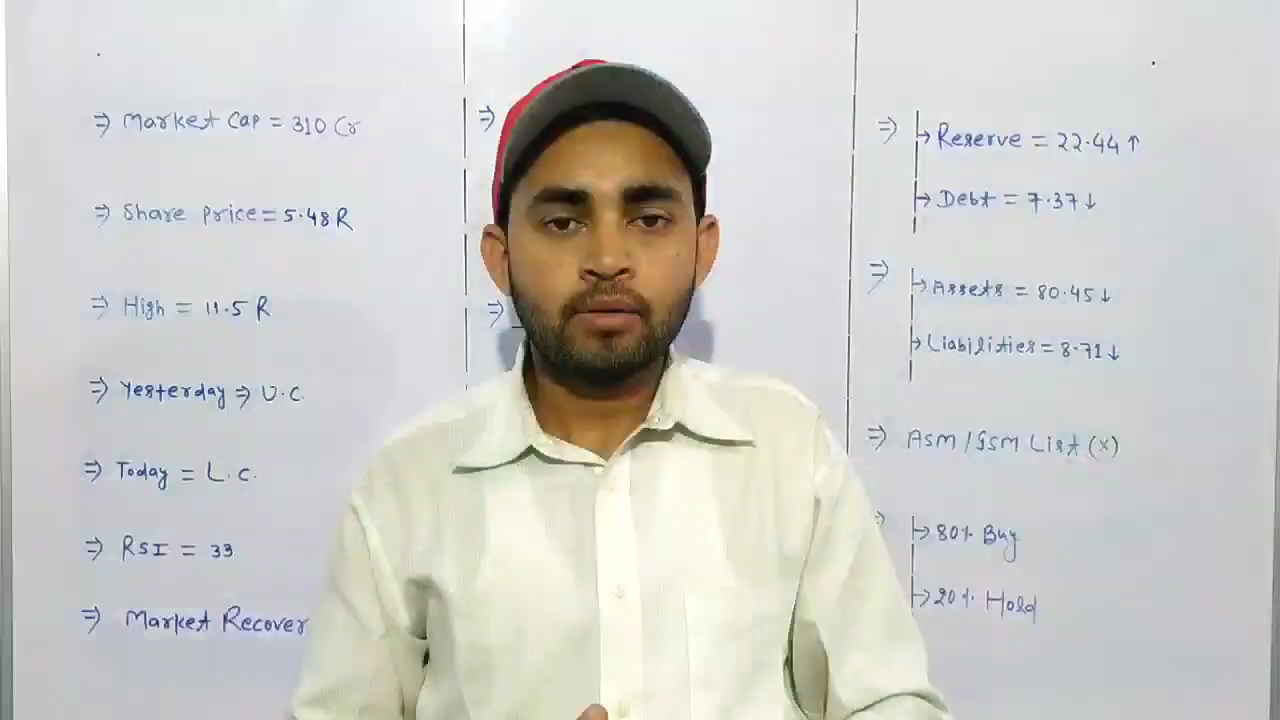 ⇒ Market Cap = 310 Cr
⇒ Share price = 5.48 R
⇒ High = 11.5 R
⇒ Yesterday ⇒ U.C.
⇒ Today = L.C.
⇒ RSI = 33
⇒ Market Recover
⇒
⇒
⇒ → Reserve = 22.44 ↑
→ Debt = 7.37 ↓
⇒ → Assets = 80.45 ↓
→ Liabilities = 8.71 ↓
⇒ ASM / GSM List (x)
→ 80% Buy
→ 20% Hold